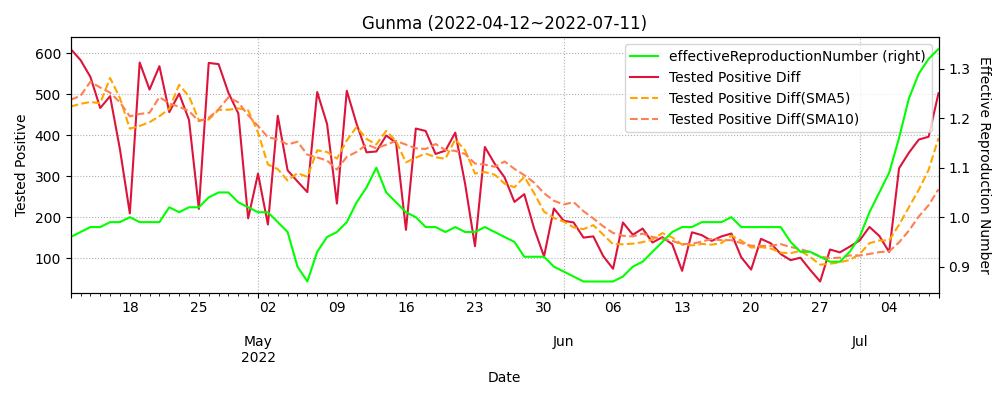 Gunma (2022-04-12~2022-07-11)
effectiveReproductionNumber (right)
Tested Positive Diff
Tested Positive Diff(SMA5)
Tested Positive Diff(SMA10)
Tested Positive
600
500
400
300
200
100
1.3
1.2
1.1
1.0
0.9
Effective Reproduction Number
18 25 02 09 16 23 30 06 13 20 27 04
May Jun Jul
2022
Date